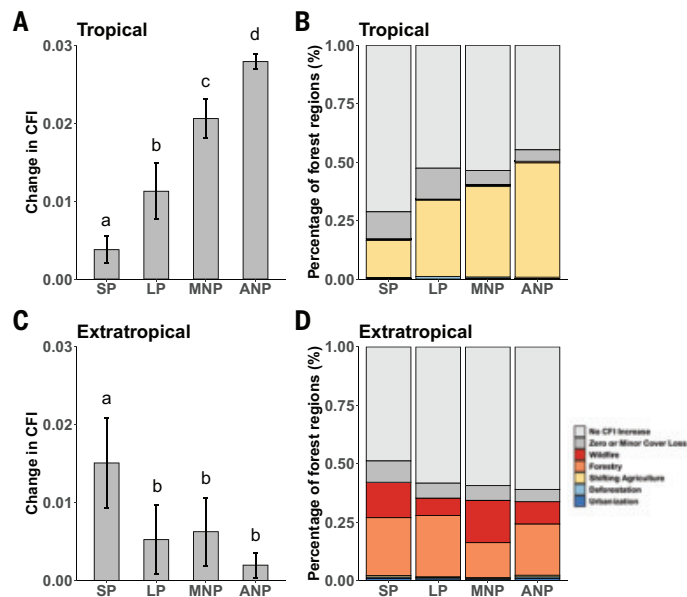 A
Tropical
Change in CFI
0.03
0.02
0.01
0.00
a
b
c
d
SP LP MNP ANP
B
Tropical
Percentage of forest regions (%)
1.00
0.75
0.50
0.25
0.00
SP LP MNP ANP
C
Extratropical
Change in CFI
0.03
0.02
0.01
0.00
a
b
b
b
SP LP MNP ANP
D
Extratropical
Percentage of forest regions (%)
1.00
0.75
0.50
0.25
0.00
SP LP MNP ANP
No CFI Increase
Zero or Minor Cover Loss
Wildfire
Forestry
Shifting Agriculture
Deforestation
Urbanization